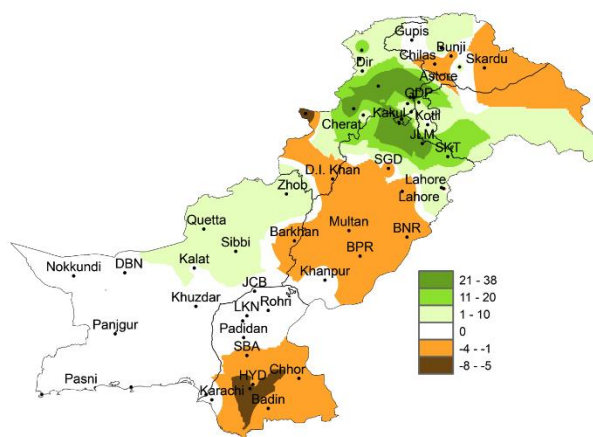 Gupis
Bunji
Chilas
Dir
Skardu
Astore
GDP
Kakul
Kotli
Cherat
JLM
SKT
SGD
D.I. Khan
Lahore
Lahore
Zhob
Quetta
Multan
Barkhan
BNR
Sibbi
BPR
DBN
Kalat
Nokkundi
Khanpur
JCB
Khuzdar
Rohri
LKN
Panjgur
Padidan
SBA
HYD
Chhor
Pasni
Karachi
Badin
21 - 38
11 - 20
1 - 10
0
-4 - -1
-8 - -5